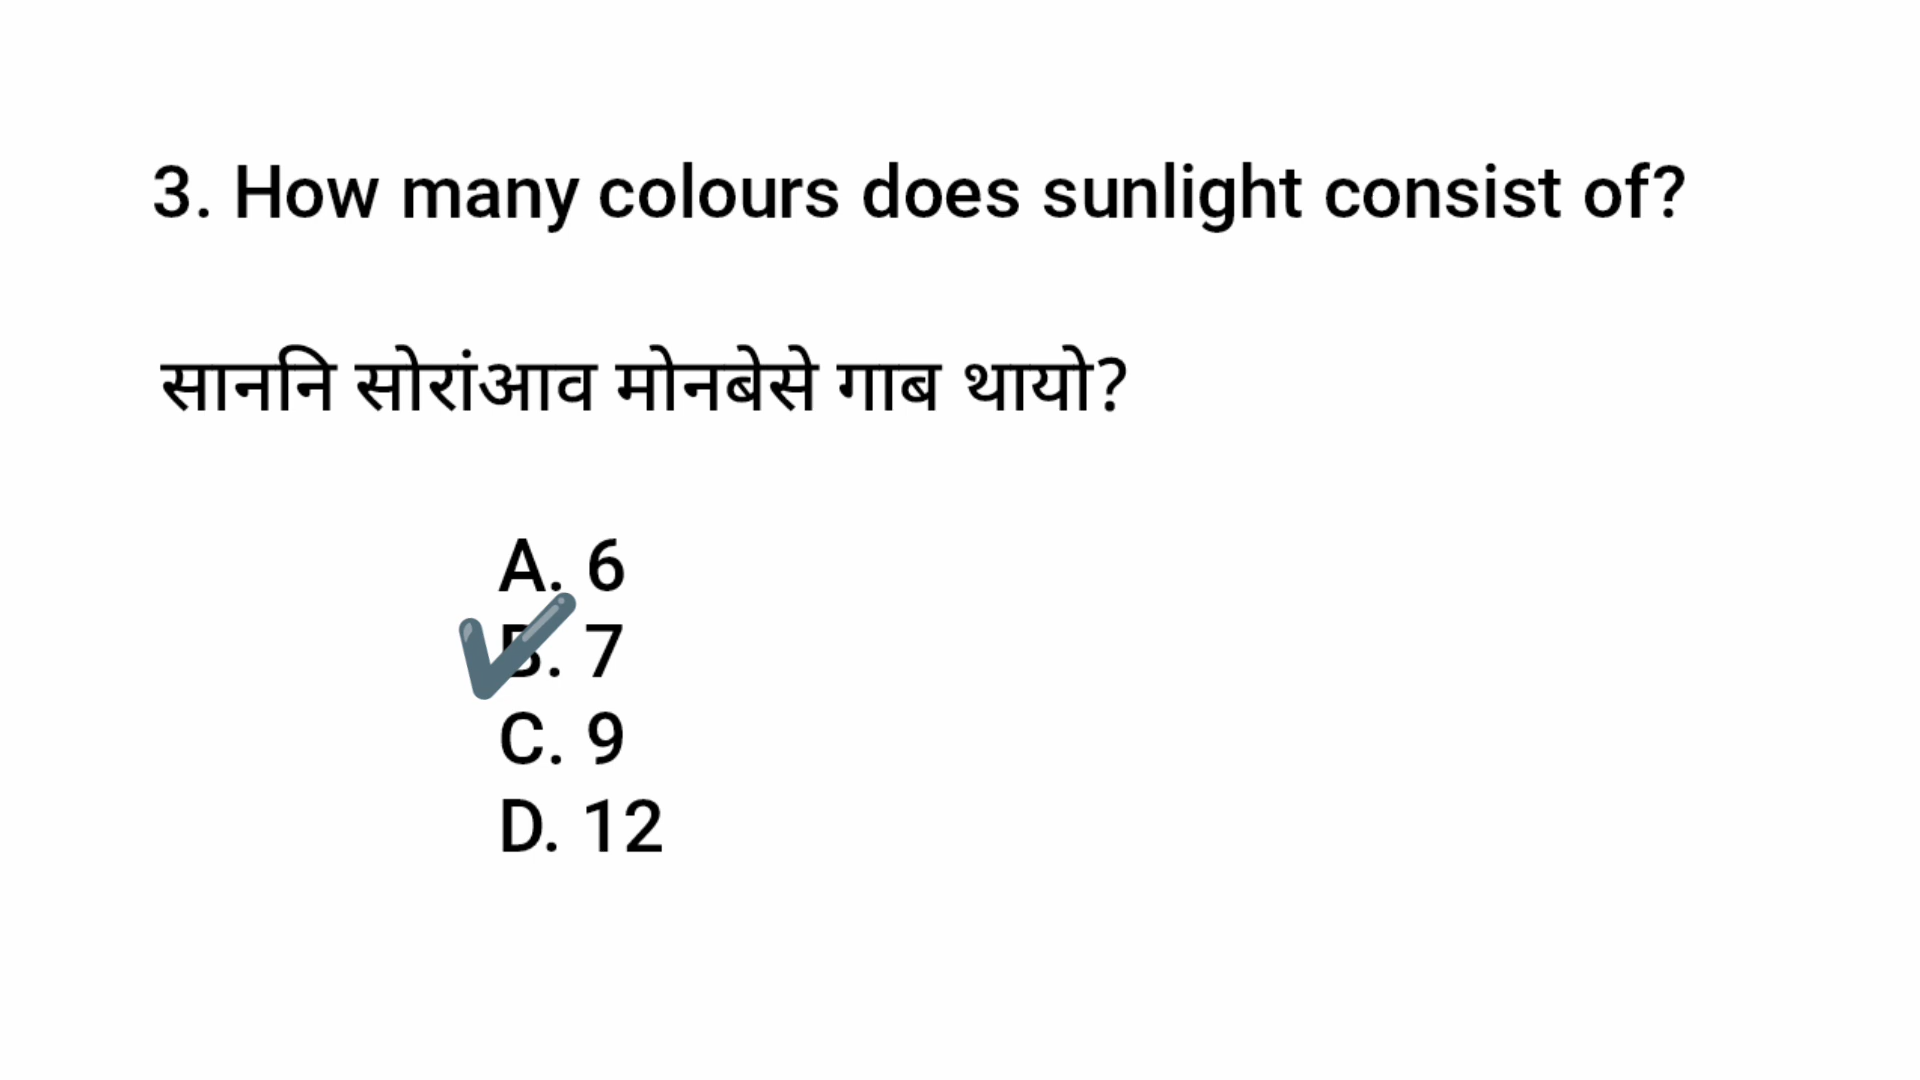 3. How many colours does sunlight consist of?
साननि सोरांआव मोनबेसे गाब थायो?
A. 6
B. 7
C. 9
D. 12